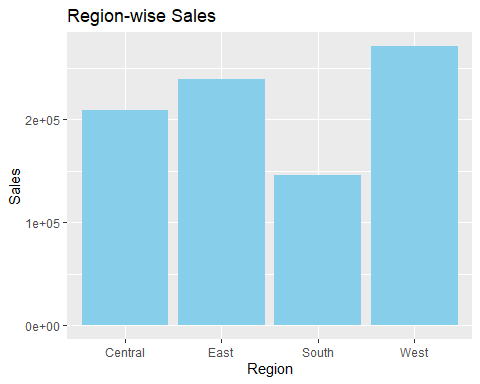 Region-wise Sales
Sales
2e+05
1e+05
0e+00
Central East South West
Region